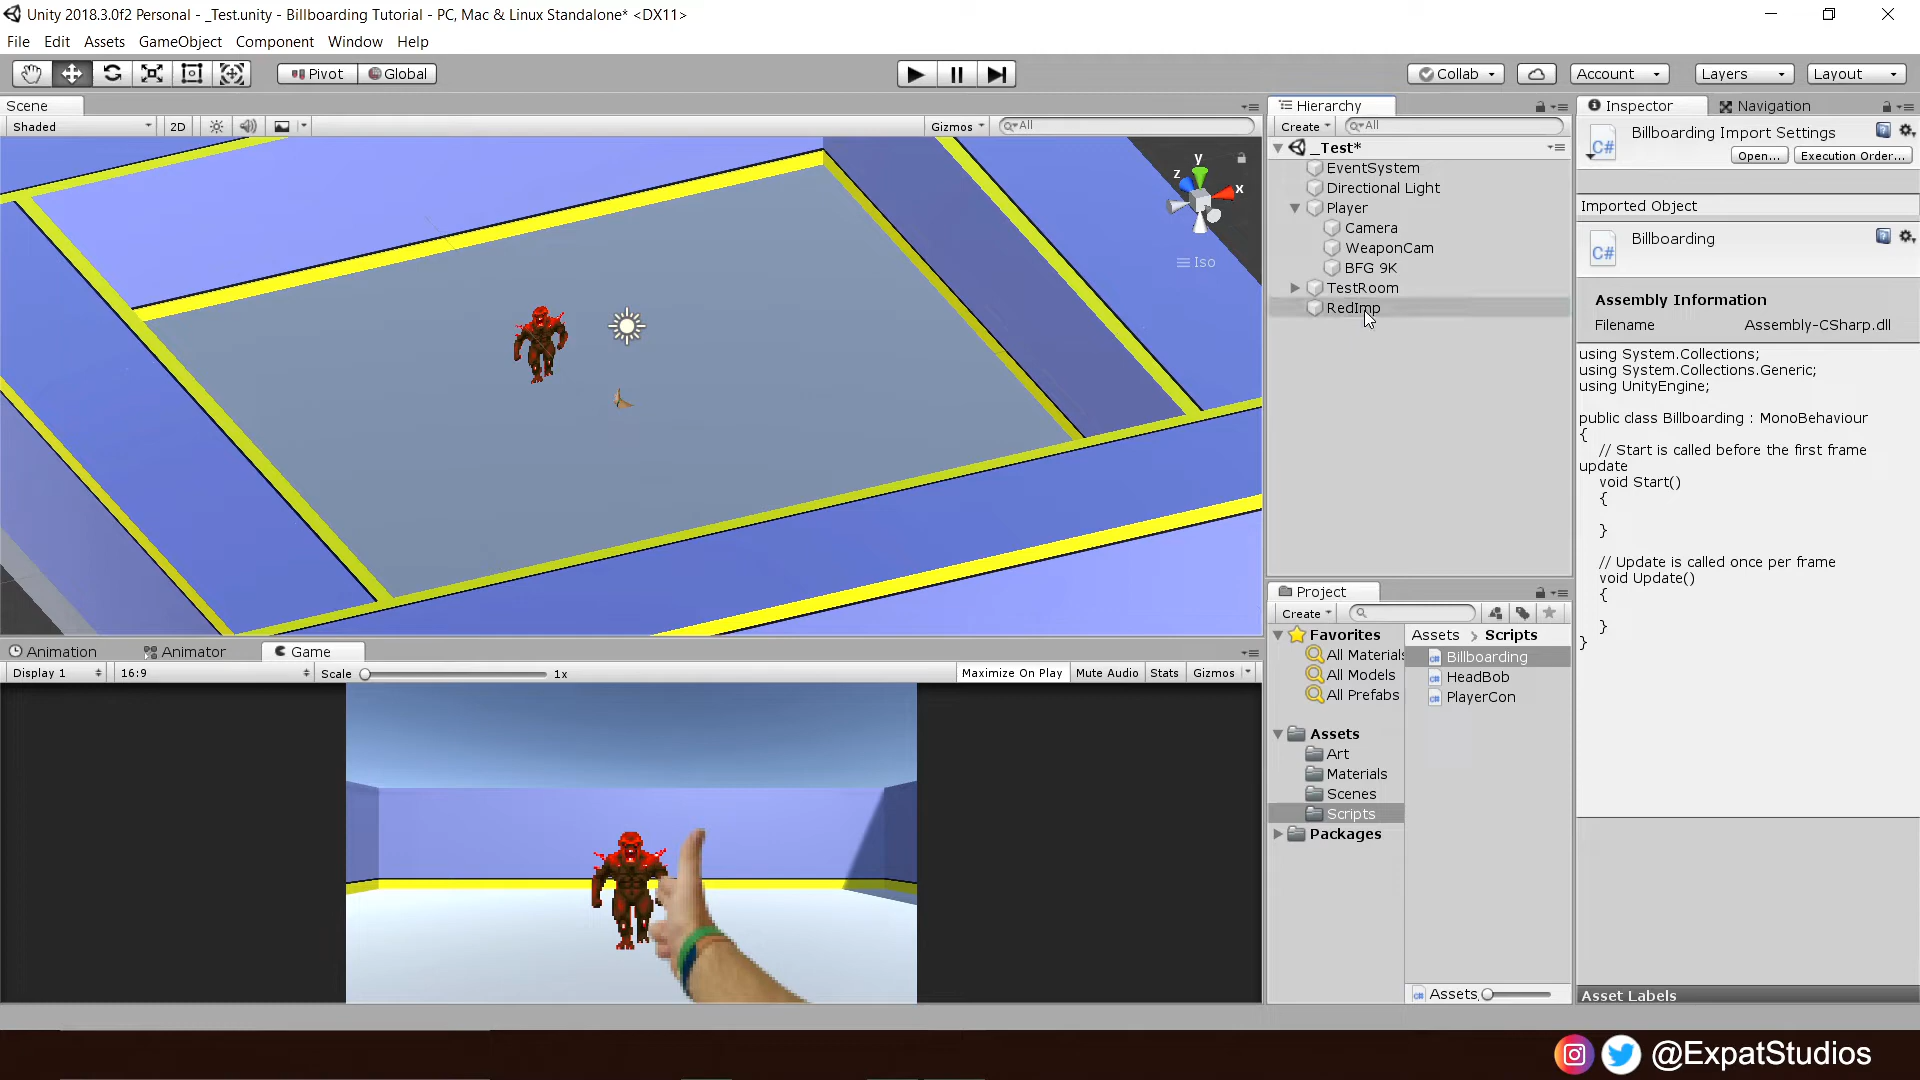 Unity 2018.3.0f2 Personal - _Test.unity - Billboarding Tutorial - PC, Mac & Linux Standalone* <DX11>
File Edit Assets GameObject Component Window Help
Pivot Global Collab Account Layers Layout
Scene
Shaded 2D Gizmos All
y
z
x
Iso
Animation Animator Game
Display 1 16:9 Scale 1x Maximize On Play Mute Audio Stats Gizmos
Hierarchy
Create All
_Test*
EventSystem
Directional Light
Player
Camera
WeaponCam
BFG 9K
TestRoom
RedImp
Project
Create
Favorites
All Materials
All Models
All Prefabs
Assets
Art
Materials
Scenes
Scripts
Packages
Assets > Scripts
Billboarding
HeadBob
PlayerCon
Assets
Inspector Navigation
C#
Billboarding Import Settings
Open... Execution Order...
Imported Object
C#
Billboarding
Assembly Information
Filename Assembly-CSharp.dll
using System.Collections;
using System.Collections.Generic;
using UnityEngine;
public class Billboarding : MonoBehaviour
{
// Start is called before the first frame
update
void Start()
{
}
// Update is called once per frame
void Update()
{
}
}
Asset Labels
@ExpatStudios